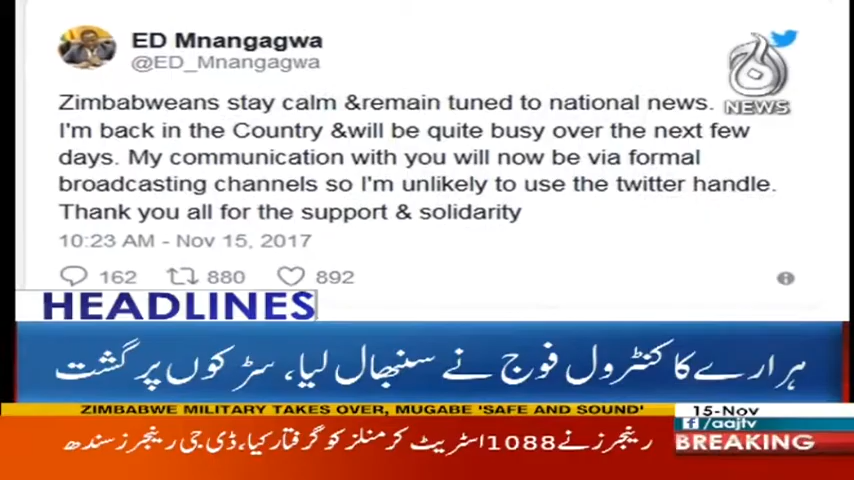 ED Mnangagwa
@ED_Mnangagwa
Zimbabweans stay calm &remain tuned to national news.
I'm back in the Country &will be quite busy over the next few
days. My communication with you will now be via formal
broadcasting channels so I'm unlikely to use the twitter handle.
Thank you all for the support & solidarity
10:23 AM - Nov 15, 2017
162 880 892
NEWS
HEADLINES
ہرارے کا کنٹرول فوج نے سنبھال لیا، سڑکوں پر گشت
ZIMBABWE MILITARY TAKES OVER, MUGABE 'SAFE AND SOUND'
15-Nov
/aajtv
BREAKING
رینجرز نے 1088 اسٹریٹ کرمنلز کو گرفتار کیا، ڈی جی رینجرز سندھ